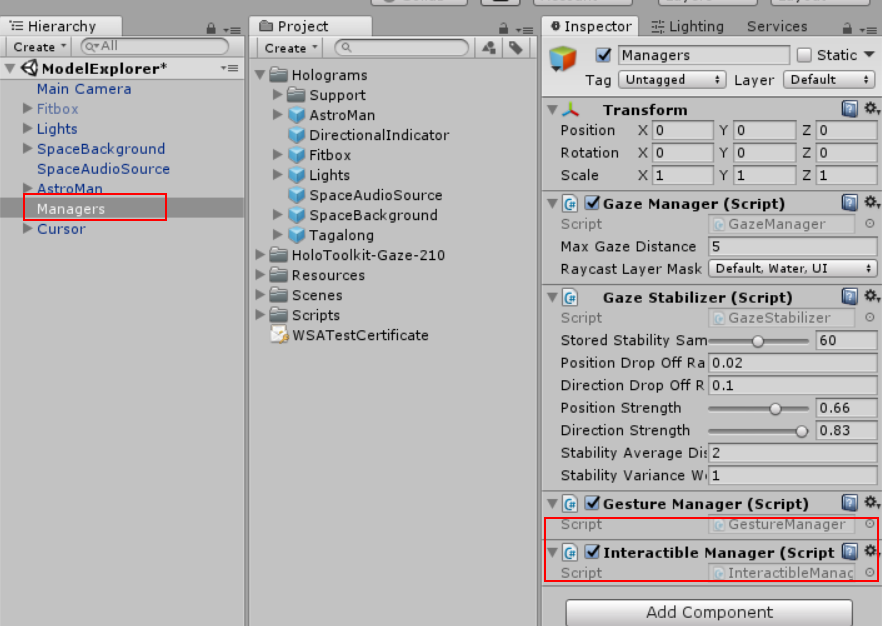 Hierarchy
Create
All
ModelExplorer*
Main Camera
Fitbox
Lights
SpaceBackground
SpaceAudioSource
AstroMan
Managers
Cursor
Project
Create
Holograms
Support
AstroMan
DirectionalIndicator
Fitbox
Lights
SpaceAudioSource
SpaceBackground
Tagalong
HoloToolkit-Gaze-210
Resources
Scenes
Scripts
WSATestCertificate
Inspector Lighting Services
Managers Static
Tag Untagged Layer Default
Transform
Position X 0 Y 0 Z 0
Rotation X 0 Y 0 Z 0
Scale X 1 Y 1 Z 1
Gaze Manager (Script)
Script GazeManager
Max Gaze Distance 5
Raycast Layer Mask Default, Water, UI
Gaze Stabilizer (Script)
Script GazeStabilizer
Stored Stability Sam 60
Position Drop Off Ra 0.02
Direction Drop Off R 0.1
Position Strength 0.66
Direction Strength 0.83
Stability Average Dis 2
Stability Variance W 1
Gesture Manager (Script)
Script GestureManager
Interactible Manager (Script
Script InteractibleManag
Add Component